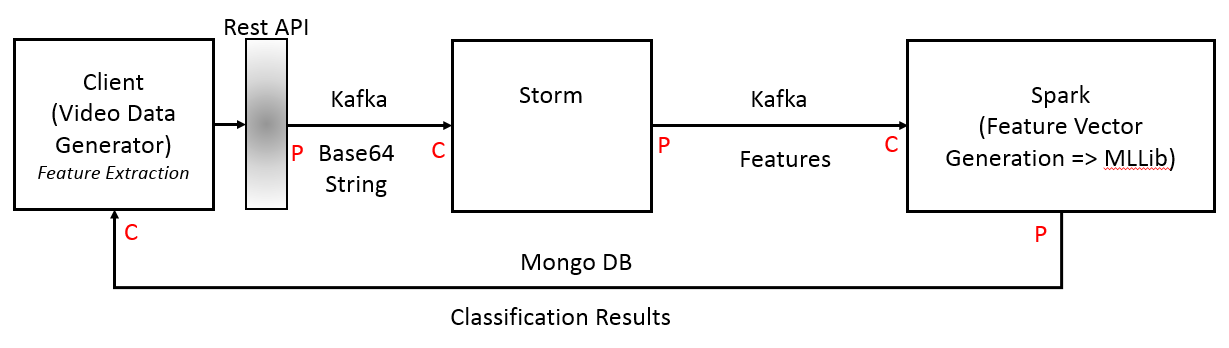 Rest API
Client
(Video Data
Generator)
Feature Extraction
Kafka
P
Base64
String
C
Storm
Kafka
P
Features
C
Spark
(Feature Vector
Generation => MLLib)
C
P
Mongo DB
Classification Results